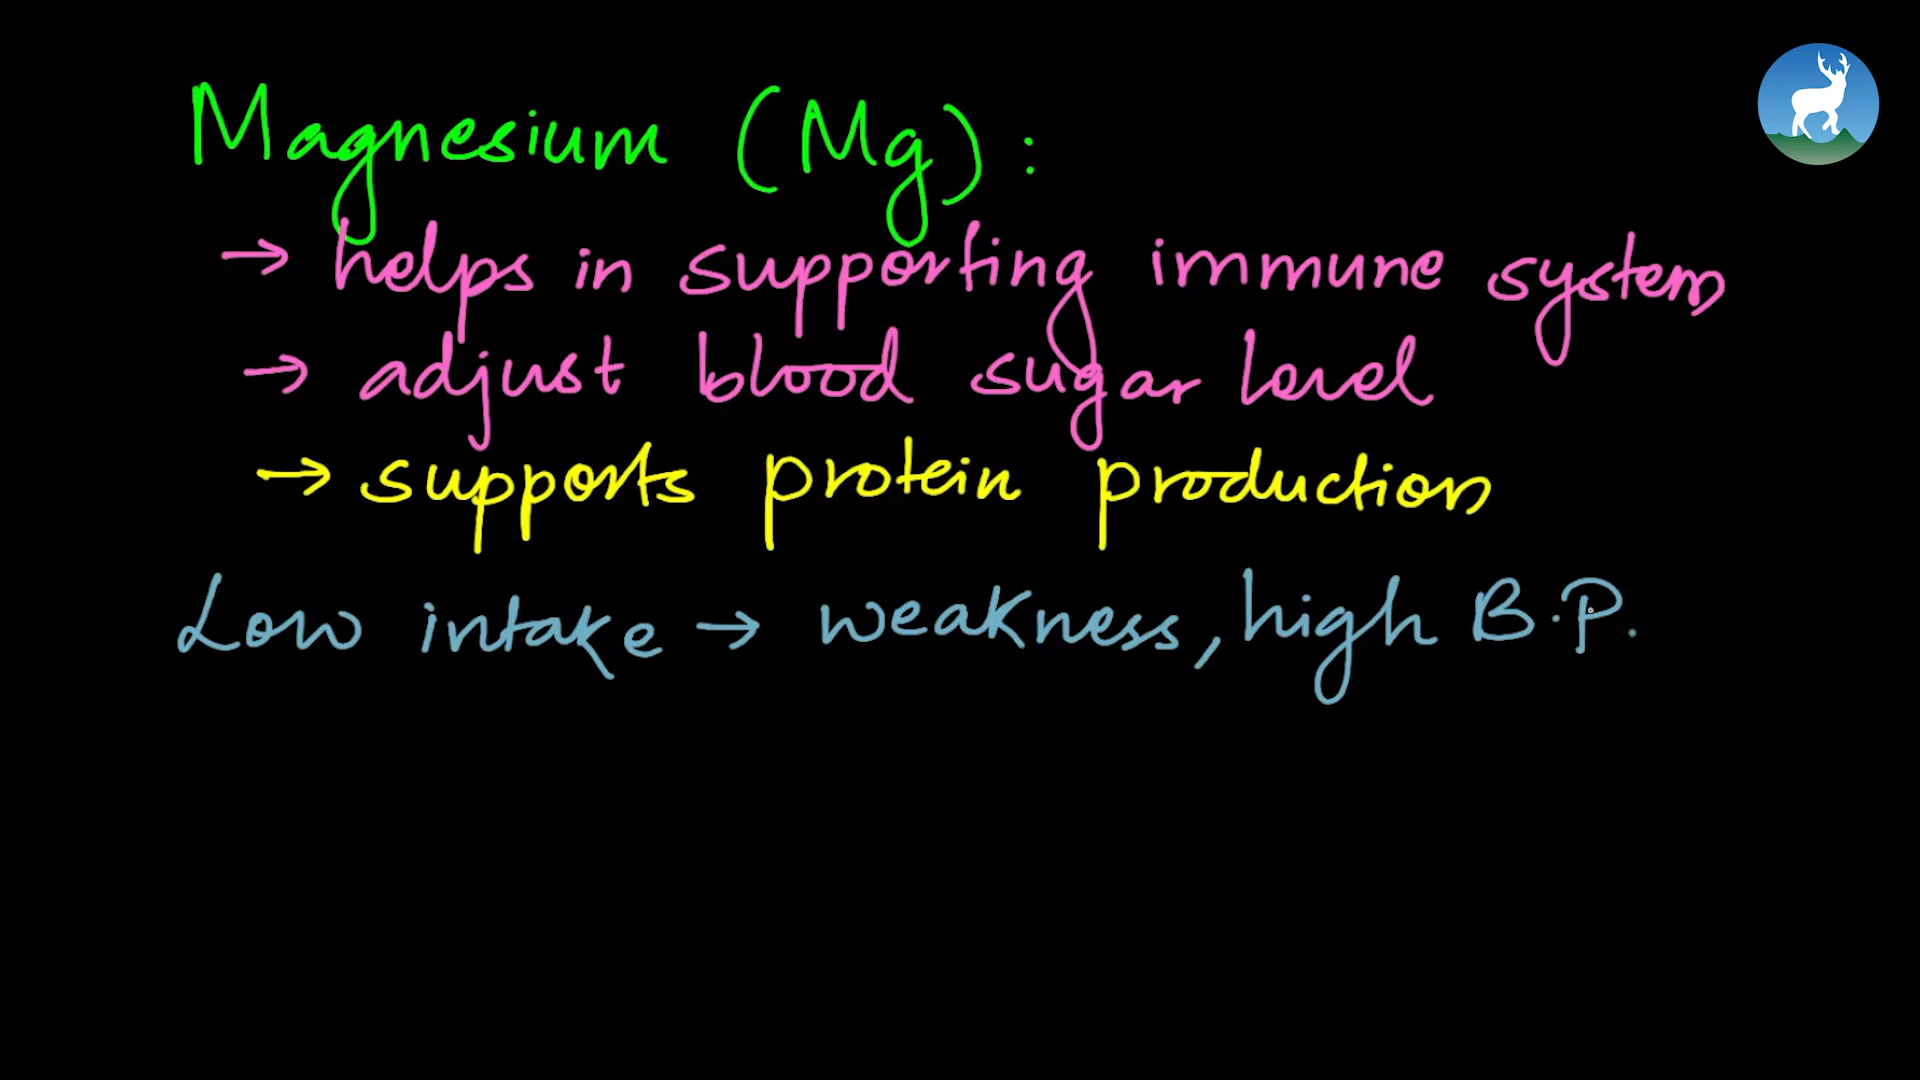 Magnesium (Mg):
→ helps in supporting immune system
→ adjust blood sugar level
→ supports protein production
Low intake → weakness, high B.P.